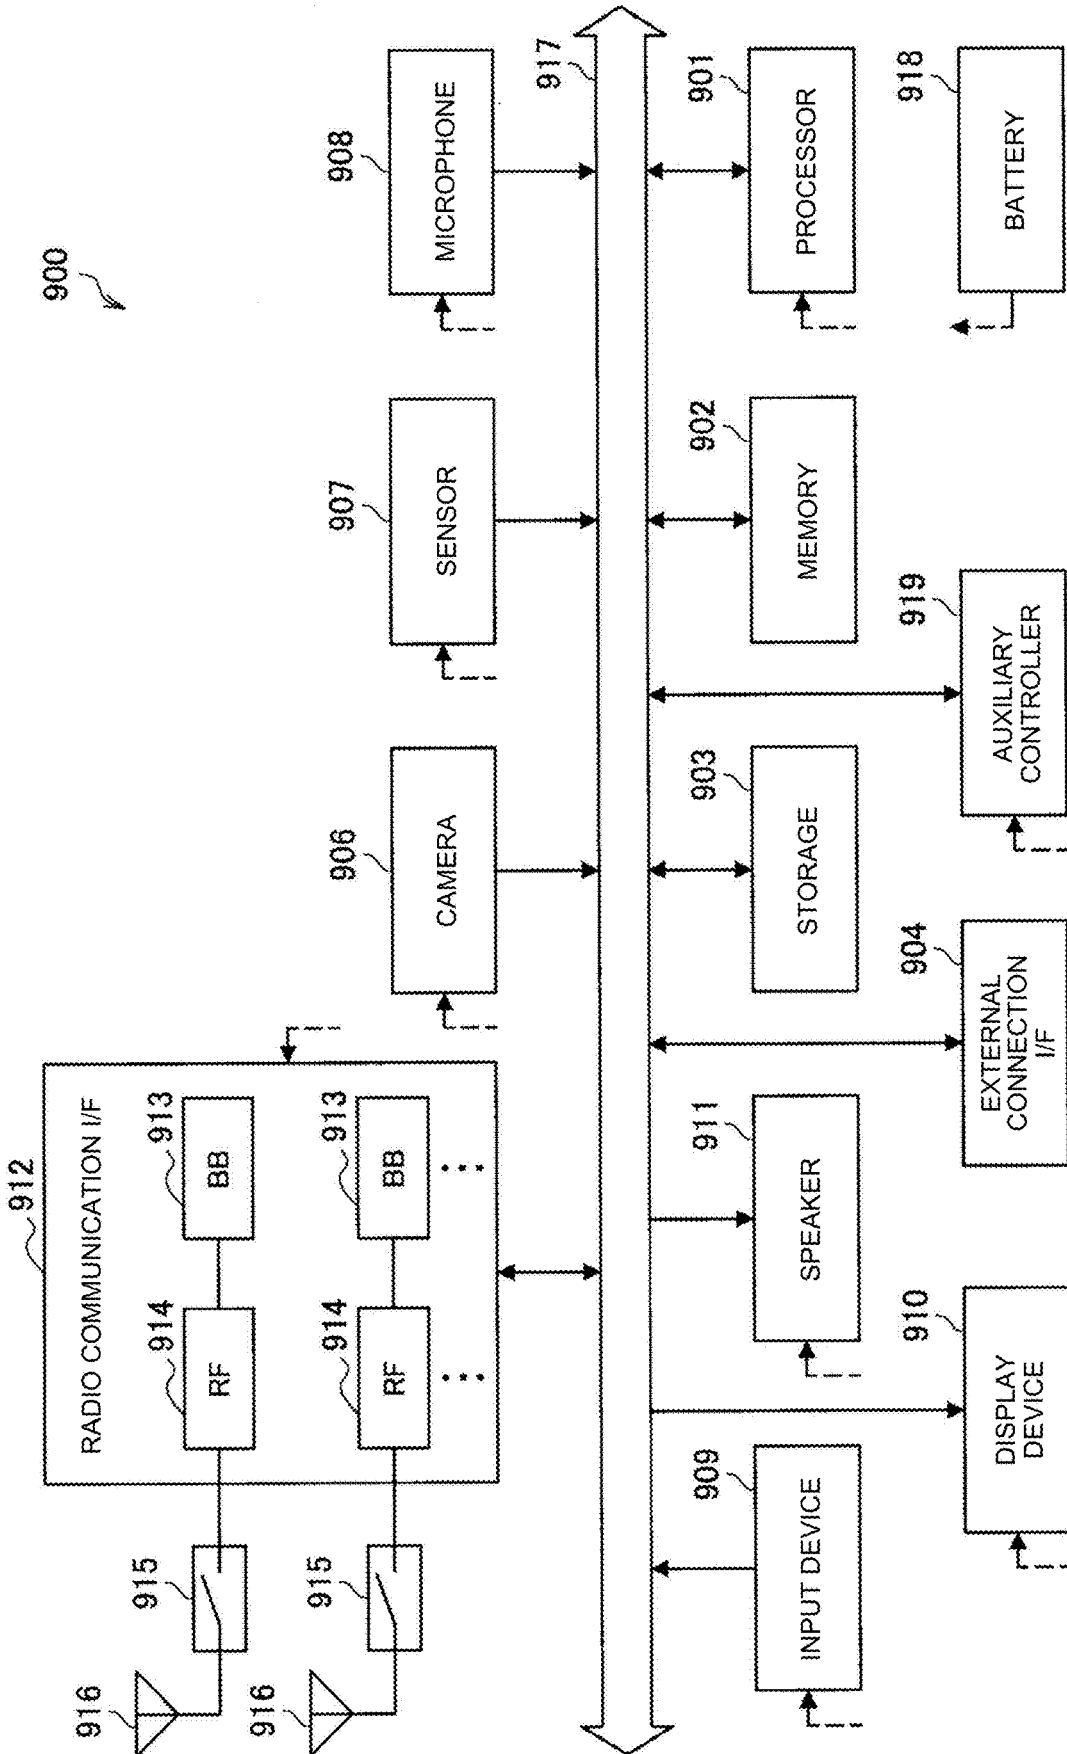 900
912
RADIO COMMUNICATION I/F
916
915
914
RF
913
BB
916
915
914
RF
913
BB
906
CAMERA
907
SENSOR
908
MICROPHONE
917
909
INPUT DEVICE
911
SPEAKER
903
STORAGE
902
MEMORY
901
PROCESSOR
910
DISPLAY
DEVICE
904
EXTERNAL
CONNECTION
I/F
919
AUXILIARY
CONTROLLER
918
BATTERY